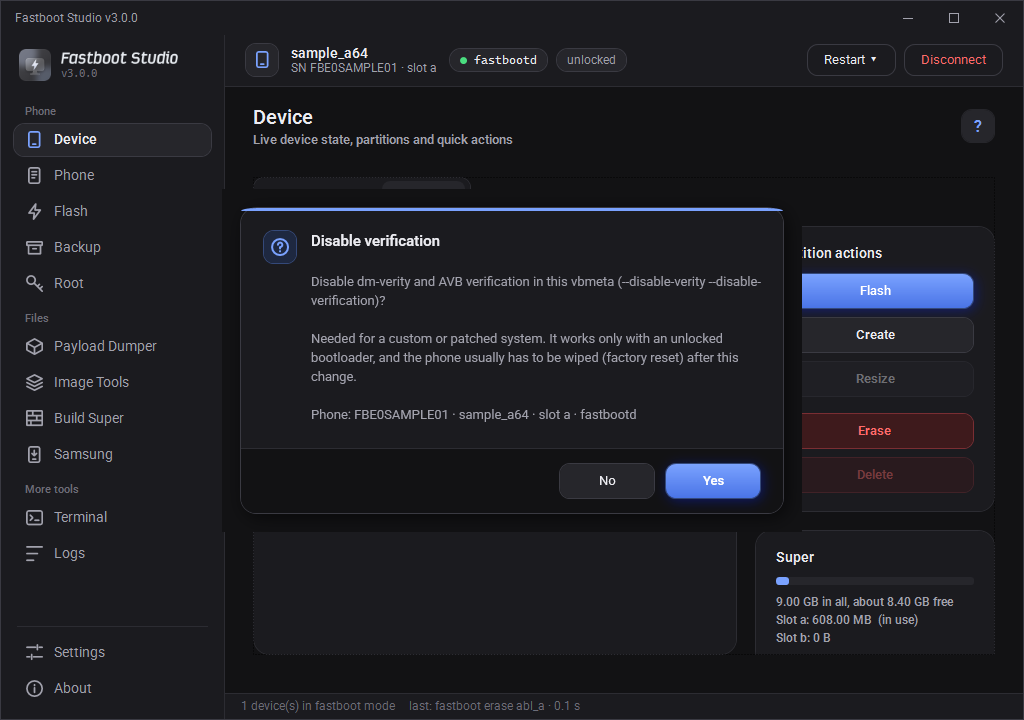 Fastboot Studio v3.0.0
Fastboot Studio
v3.0.0
sample_a64
SN FBE0SAMPLE01 · slot a
fastbootd
unlocked
Restart ▾
Disconnect
Phone
Device
Phone
Flash
Backup
Root
Files
Payload Dumper
Image Tools
Build Super
Samsung
More tools
Terminal
Logs
Settings
About
Device
Live device state, partitions and quick actions
?
Disable verification
Disable dm-verity and AVB verification in this vbmeta (--disable-verity --disable-
verification)?
Needed for a custom or patched system. It works only with an unlocked
bootloader, and the phone usually has to be wiped (factory reset) after this
change.
Phone: FBE0SAMPLE01 · sample_a64 · slot a · fastbootd
No
Yes
ition actions
Flash
Create
Resize
Erase
Delete
Super
9.00 GB in all, about 8.40 GB free
Slot a: 608.00 MB (in use)
Slot b: 0 B
1 device(s) in fastboot mode last: fastboot erase abl_a · 0.1 s